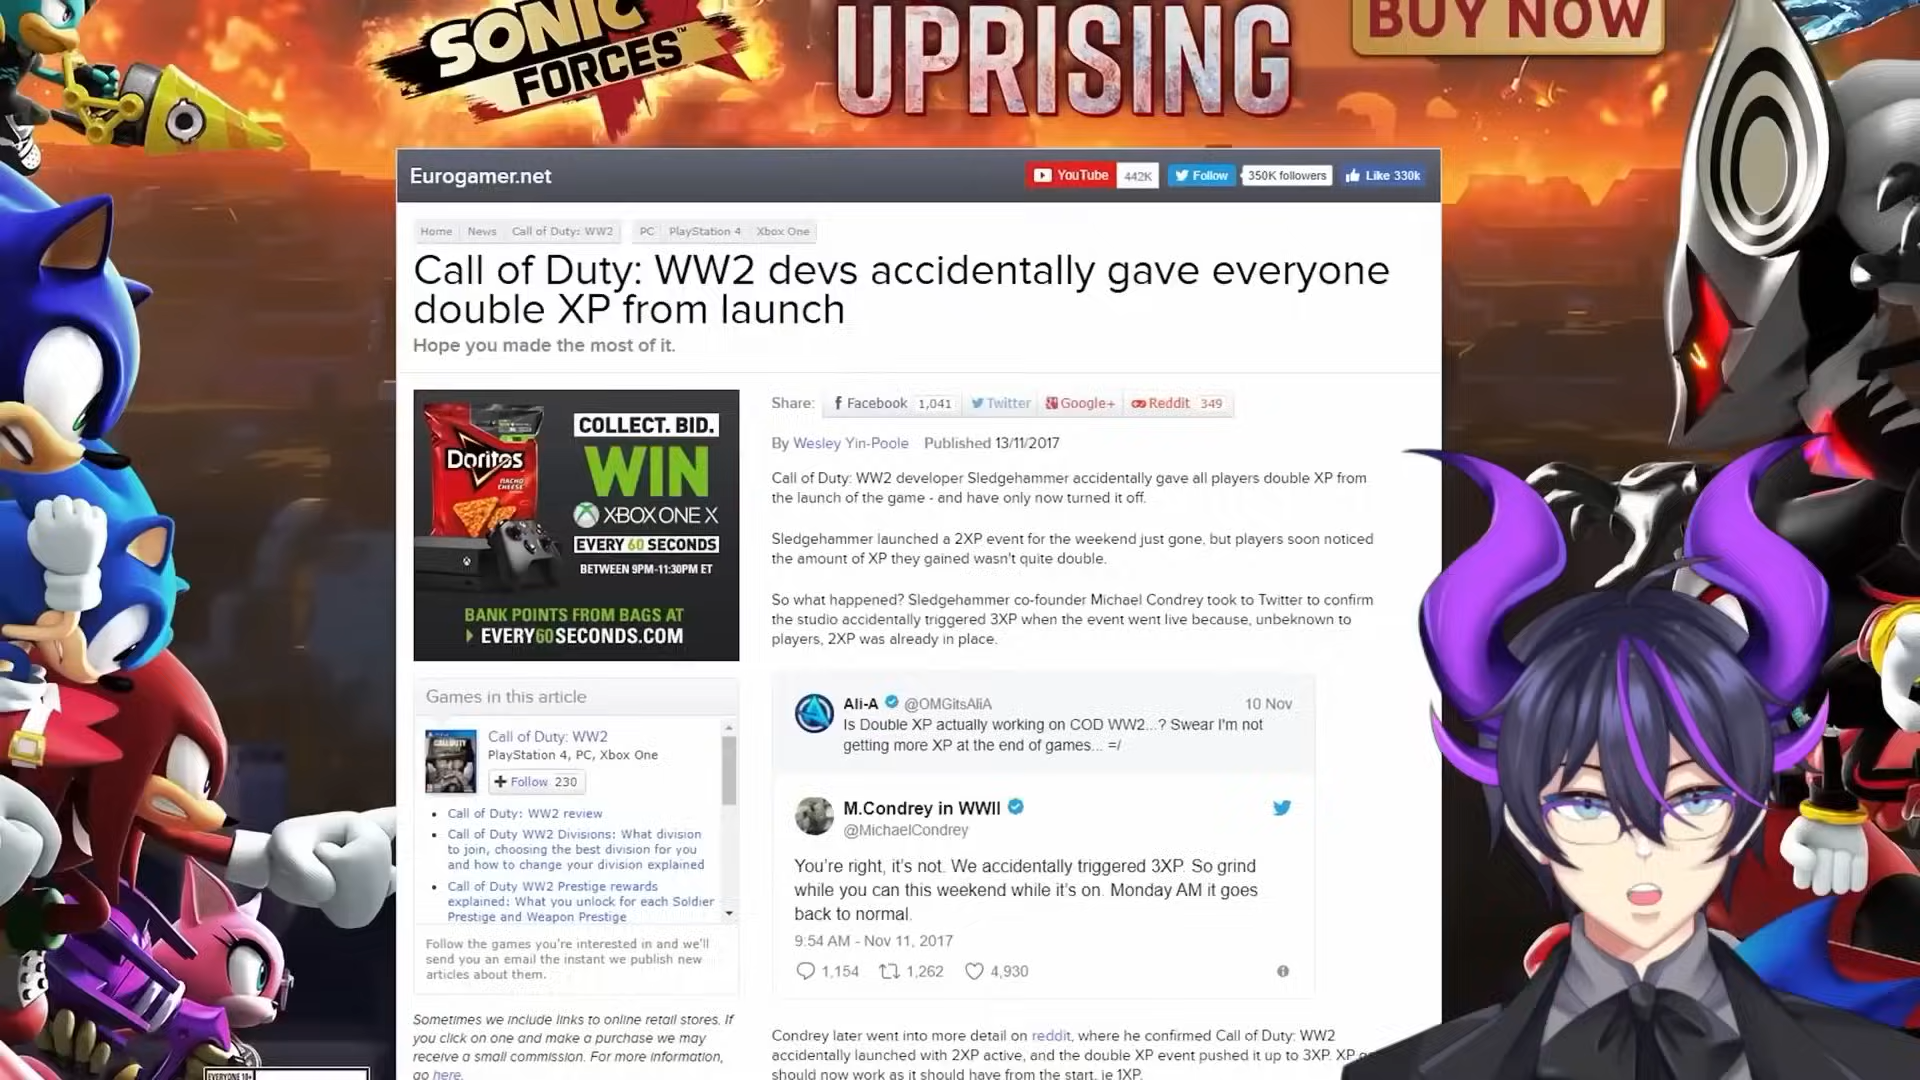 SONIC
FORCES
UPRISING
BUY NOW
Eurogamer.net
YouTube 442K Follow 350K followers Like 330k
Home News Call of Duty: WW2 PC PlayStation 4 Xbox One
Call of Duty: WW2 devs accidentally gave everyone
double XP from launch
Hope you made the most of it.
Doritos
NACHO
CHEESE
COLLECT. BID.
WIN
XBOX ONE X
EVERY 60 SECONDS
BETWEEN 9PM-11:30PM ET
BANK POINTS FROM BAGS AT
EVERY60SECONDS.COM
Games in this article
Call of Duty: WW2
PlayStation 4, PC, Xbox One
Follow 230
• Call of Duty: WW2 review
• Call of Duty WW2 Divisions: What division
to join, choosing the best division for you
and how to change your division explained
• Call of Duty WW2 Prestige rewards
explained: What you unlock for each Soldier
Prestige and Weapon Prestige
Follow the games you're interested in and we'll
send you an email the instant we publish new
articles about them.
Sometimes we include links to online retail stores. If
you click on one and make a purchase we may
receive a small commission. For more information,
go here.
EVERYONE 10+
Share: Facebook 1,041 Twitter Google+ Reddit 349
By Wesley Yin-Poole Published 13/11/2017
Call of Duty: WW2 developer Sledgehammer accidentally gave all players double XP from
the launch of the game - and have only now turned it off.
Sledgehammer launched a 2XP event for the weekend just gone, but players soon noticed
the amount of XP they gained wasn't quite double.
So what happened? Sledgehammer co-founder Michael Condrey took to Twitter to confirm
the studio accidentally triggered 3XP when the event went live because, unbeknown to
players, 2XP was already in place.
Ali-A @OMGitsAliA 10 Nov
Is Double XP actually working on COD WW2...? Swear I'm not
getting more XP at the end of games... =/
M.Condrey in WWII
@MichaelCondrey
You're right, it's not. We accidentally triggered 3XP. So grind
while you can this weekend while it's on. Monday AM it goes
back to normal.
9:54 AM - Nov 11, 2017
1,154 1,262 4,930
Condrey later went into more detail on reddit, where he confirmed Call of Duty: WW2
accidentally launched with 2XP active, and the double XP event pushed it up to 3XP. XP
should now work as it should have from the start, ie 1XP.